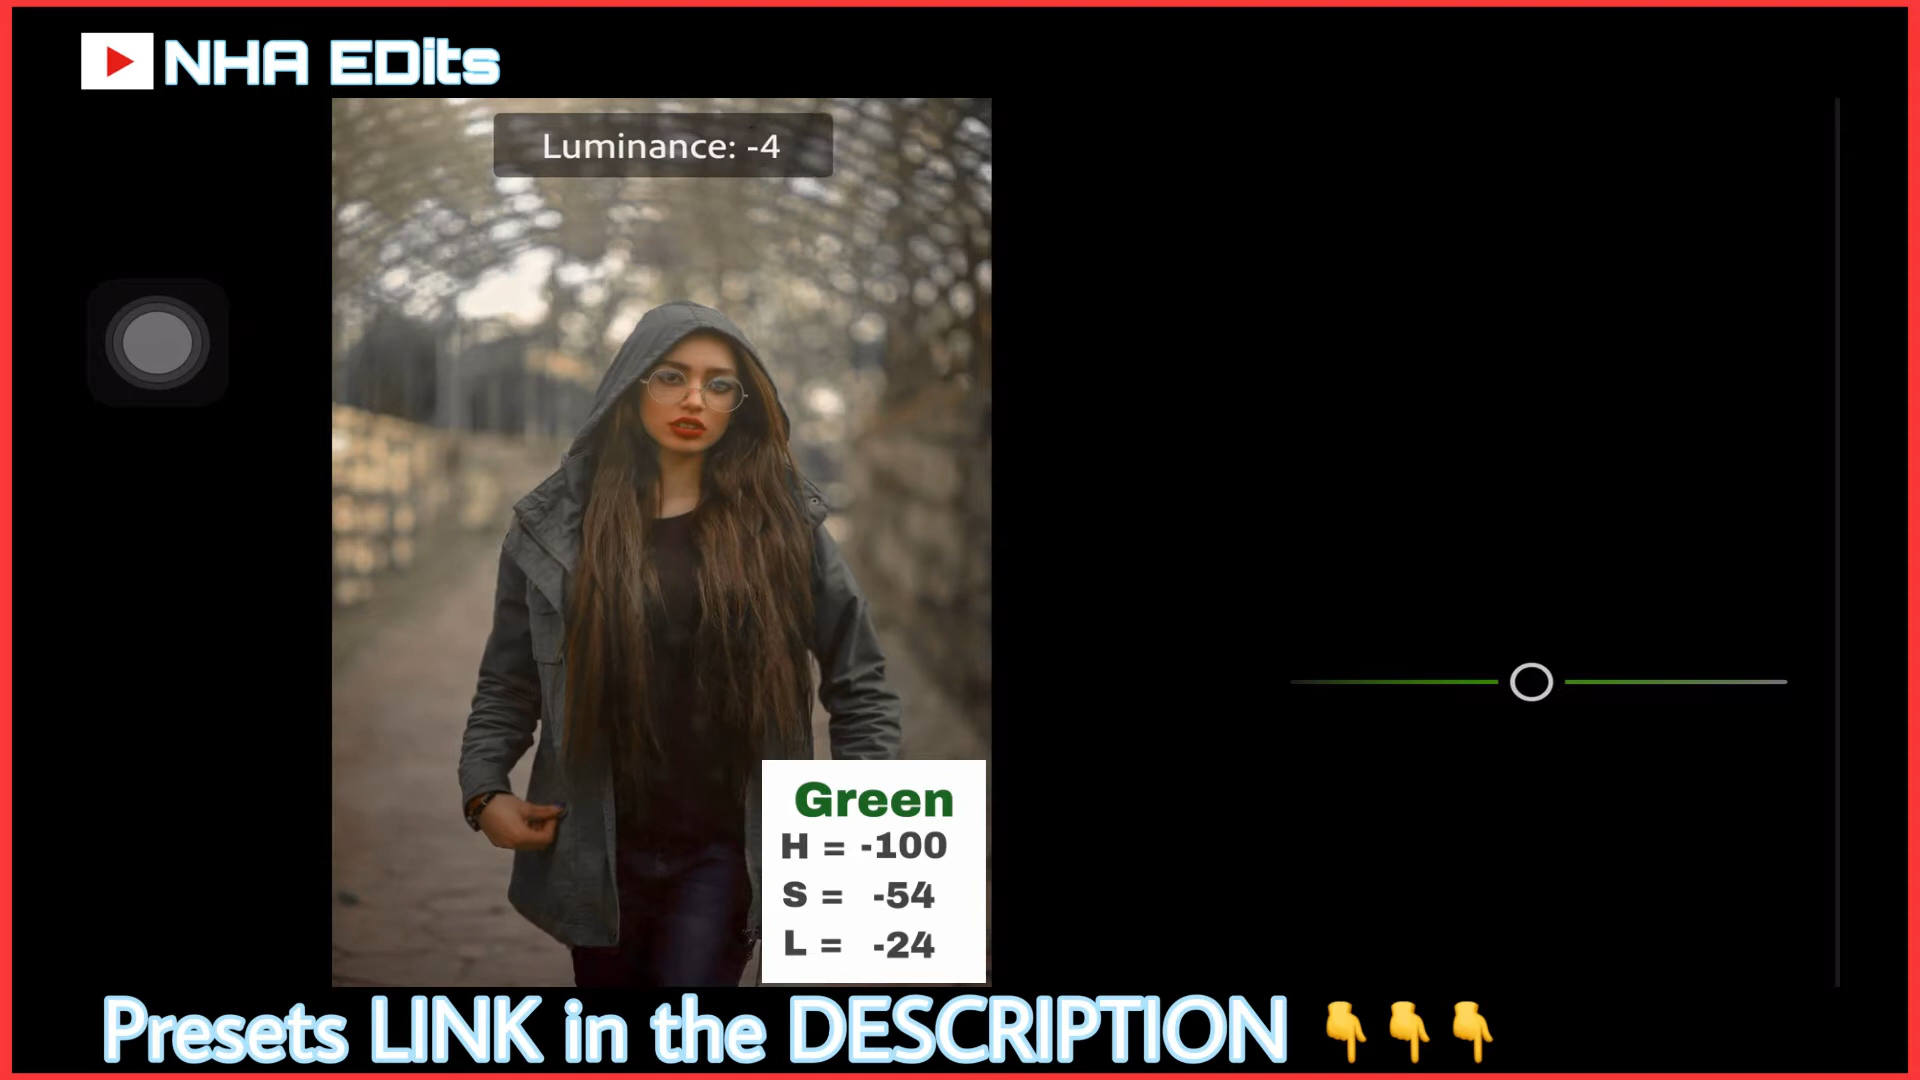 NHA EDits
Luminance: -4
Green
H = -100
S = -54
L = -24
Presets LINK in the DESCRIPTION 👇👇👇